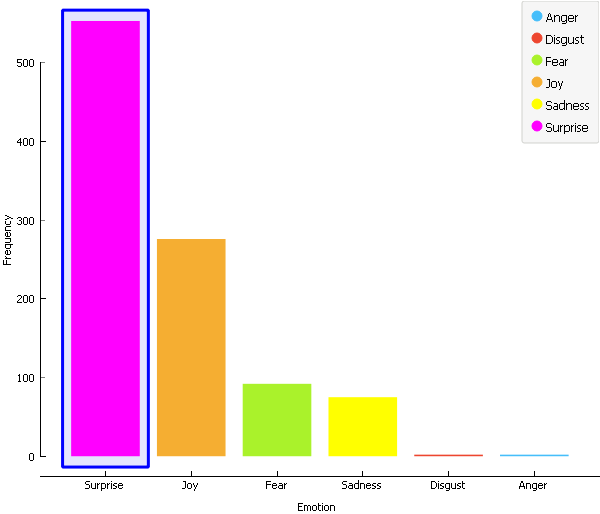 Anger
Disgust
Fear
Joy
Sadness
Surprise
Frequency
500
400
300
200
100
0
Surprise Joy Fear Sadness Disgust Anger
Emotion